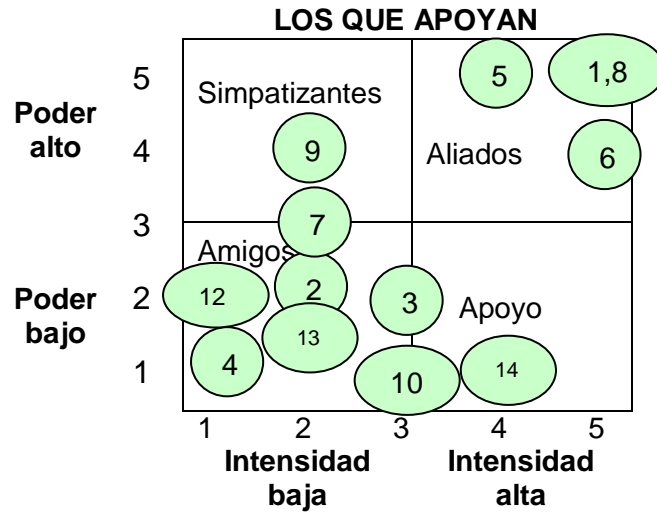 LOS QUE APOYAN
5
Simpatizantes
5
1,8
Poder
alto
4
9
Aliados
6
3
7
Amigos
Poder
bajo
2
12
2
3
Apoyo
13
1
4
10
14
1 2 3 4 5
Intensidad
baja
Intensidad
alta